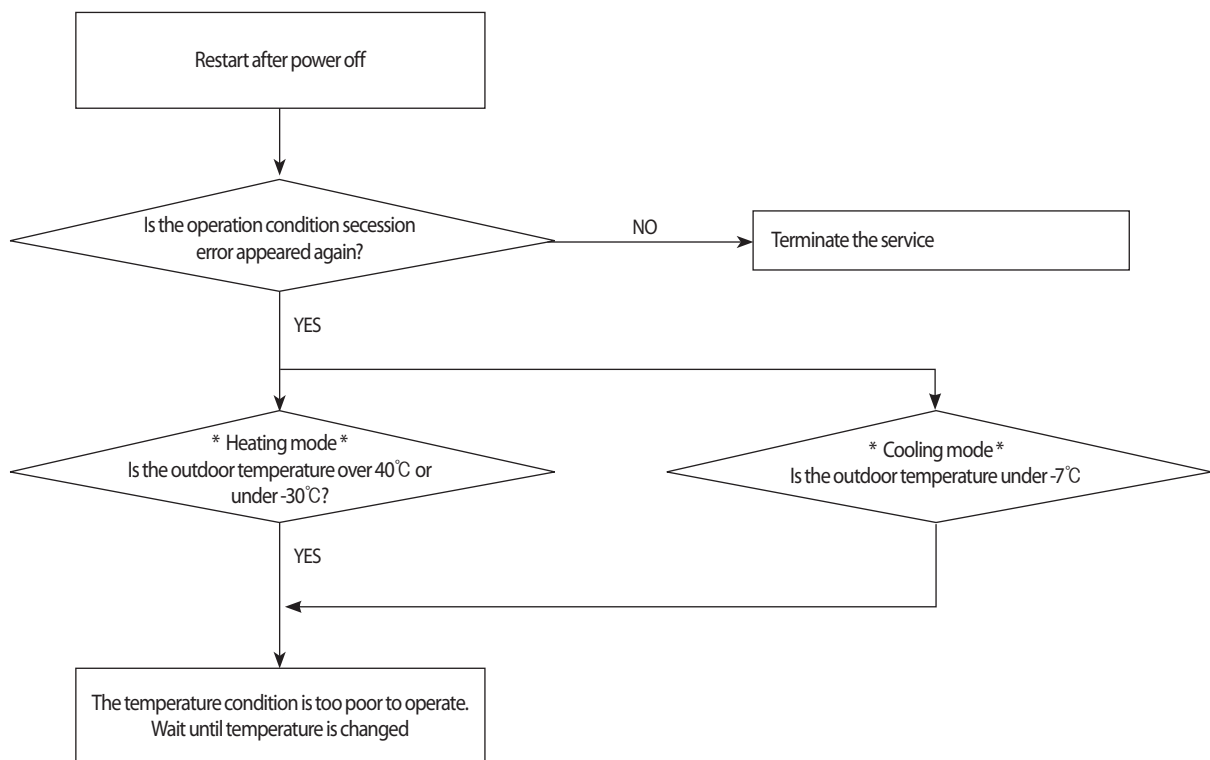 Restart after power off
Is the operation condition secession
error appeared again?
NO
Terminate the service
YES
* Heating mode *
Is the outdoor temperature over 40℃ or
under -30℃?
* Cooling mode *
Is the outdoor temperature under -7℃
YES
The temperature condition is too poor to operate.
Wait until temperature is changed